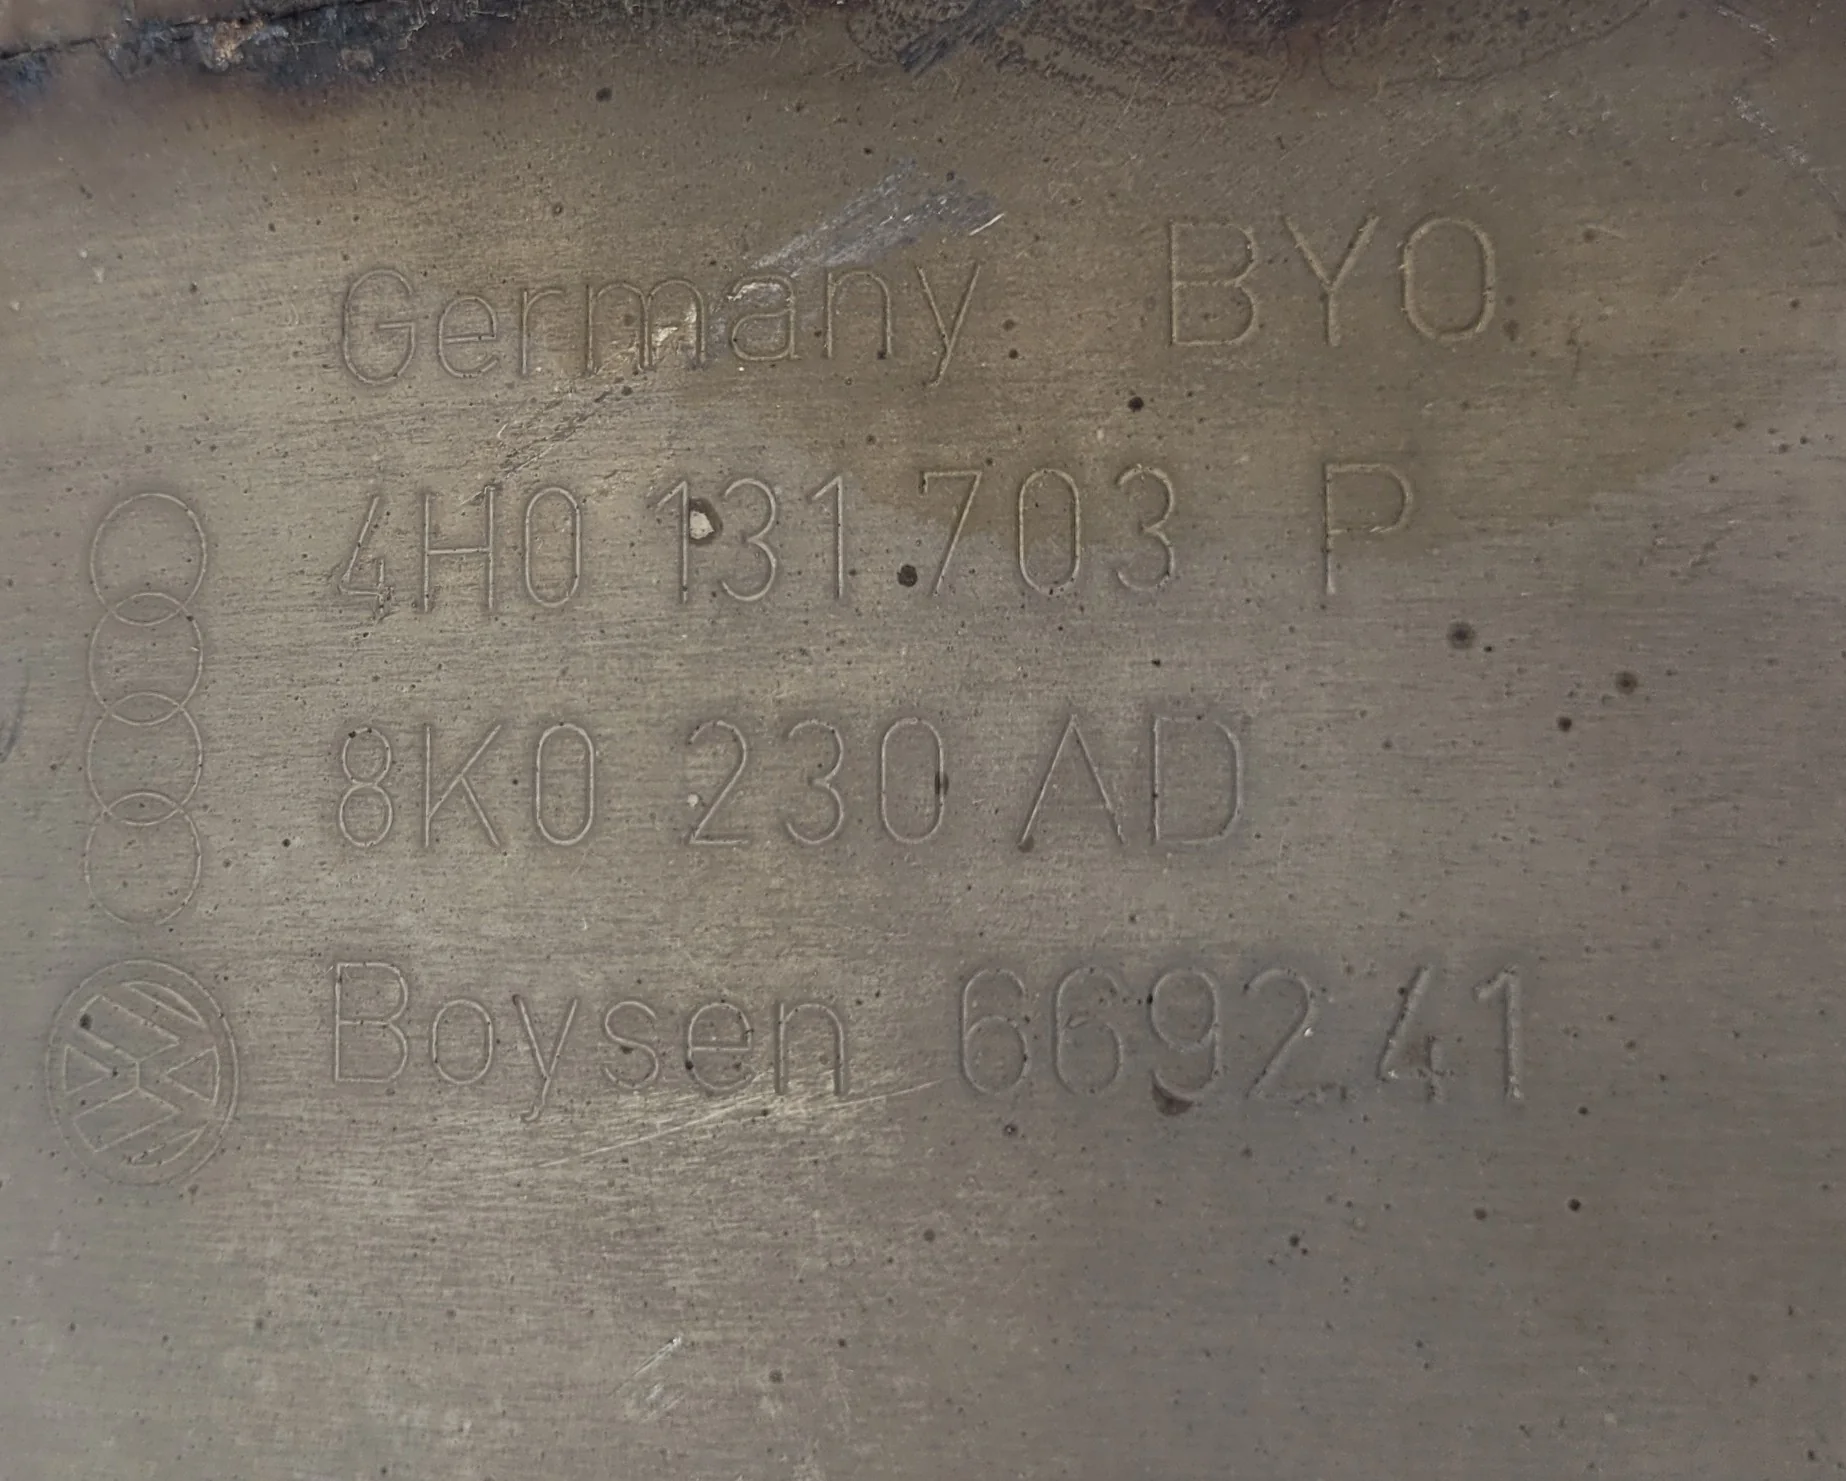 Germany BYO
4H0 131 703 P
8K0 230 AD
Boysen 669241